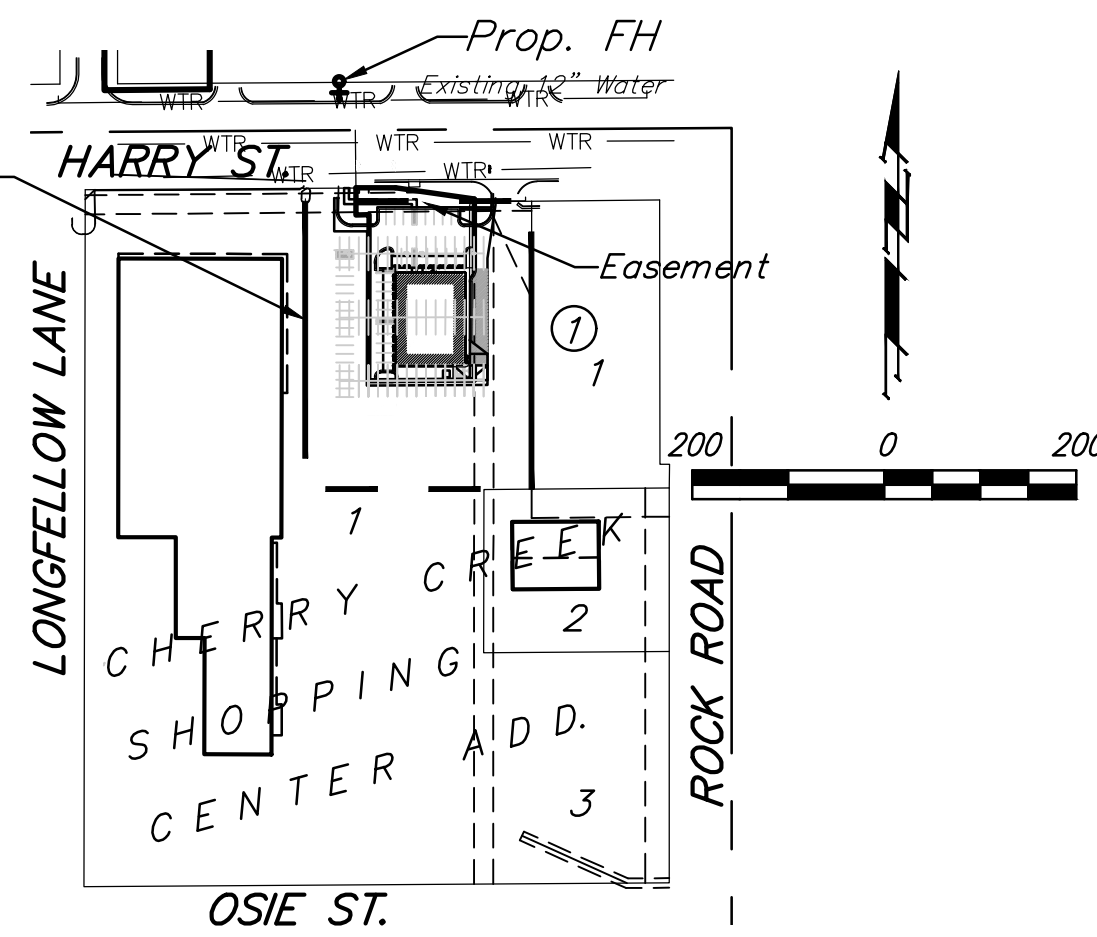 Prop. FH
Existing 12" Water
WTR WTR WTR
WTR WTR WTR
HARRY ST.
WTR WTR
Easement
LONGFELLOW LANE
1
1
200 0 200
1
2
CHERRY CREEK
SHOPPING
CENTER ADD.
3
ROCK ROAD
OSIE ST.